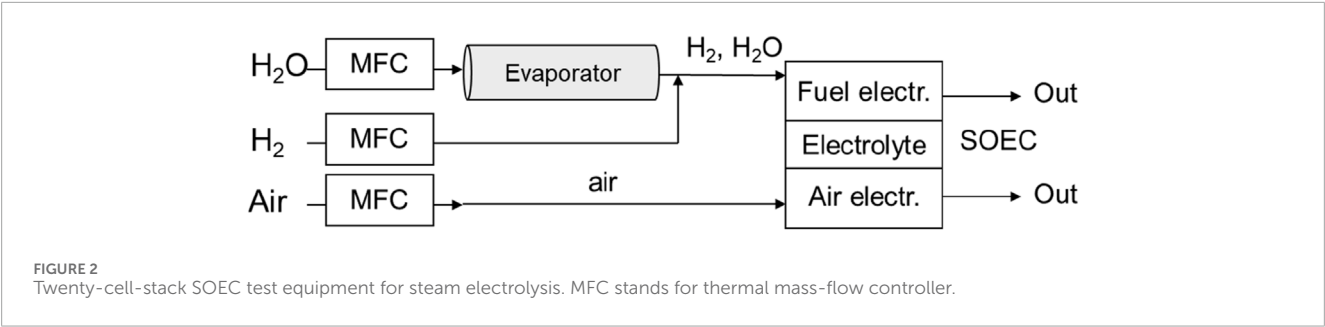 H₂, H₂O
H₂O
MFC
Evaporator
Fuel electr.
Out
H₂
MFC
Electrolyte
SOEC
Air
MFC
air
Air electr.
Out
FIGURE 2
Twenty-cell-stack SOEC test equipment for steam electrolysis. MFC stands for thermal mass-flow controller.